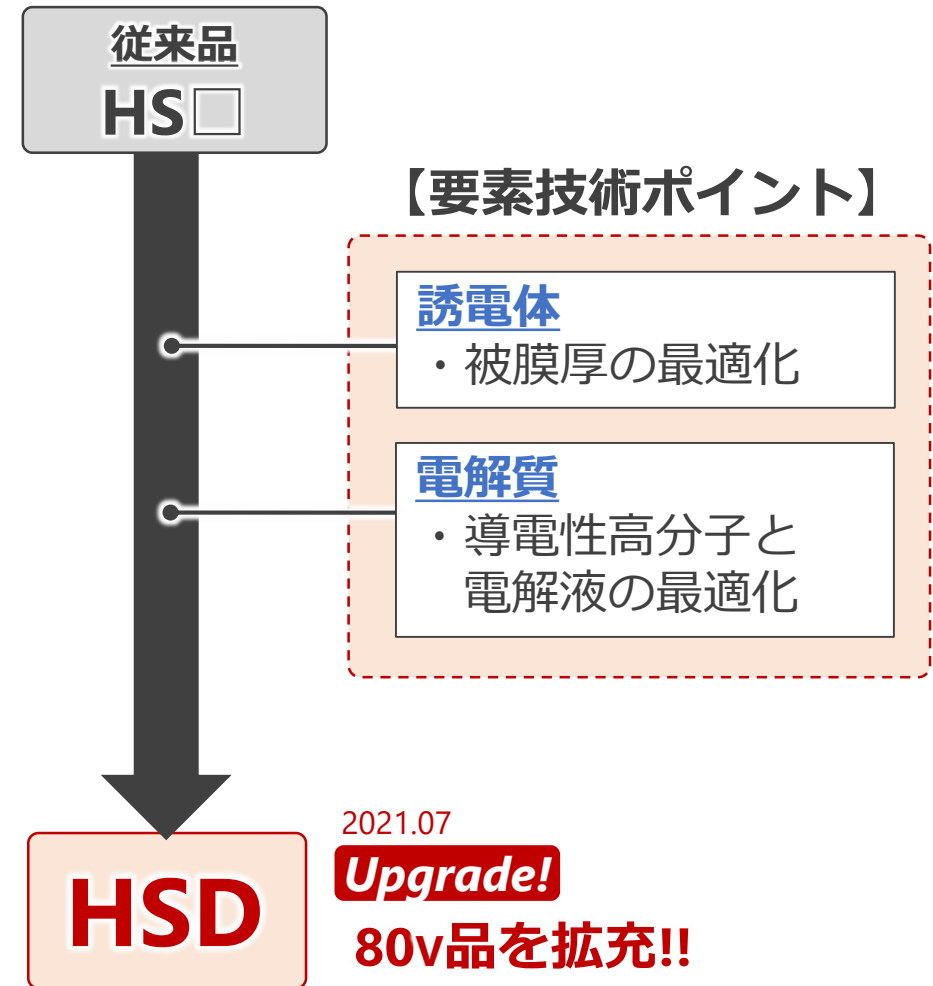 従来品
HS□
【要素技術ポイント】
誘電体
・被膜厚の最適化
電解質
・導電性高分子と
電解液の最適化
2021.07
Upgrade!
HSD
80v品を拡充!!